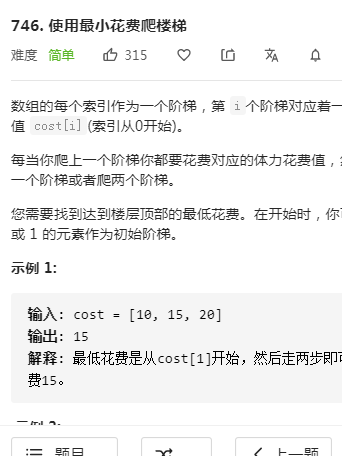 746. 使用最小花费爬楼梯
难度 简单 315
数组的每个索引作为一个阶梯，第 i个阶梯对应着一
值 cost[i](索引从0开始)。
每当你爬上一个阶梯你都要花费对应的体力花费值，
一个阶梯或者爬两个阶梯。
您需要找到达到楼层顶部的最低花费。在开始时，你
或 1 的元素作为初始阶梯。
示例 1:
输入: cost = [10, 15, 20]
输出: 15
解释: 最低花费是从cost[1]开始，然后走两步即可
费15。
示例 2:
题目
上一题